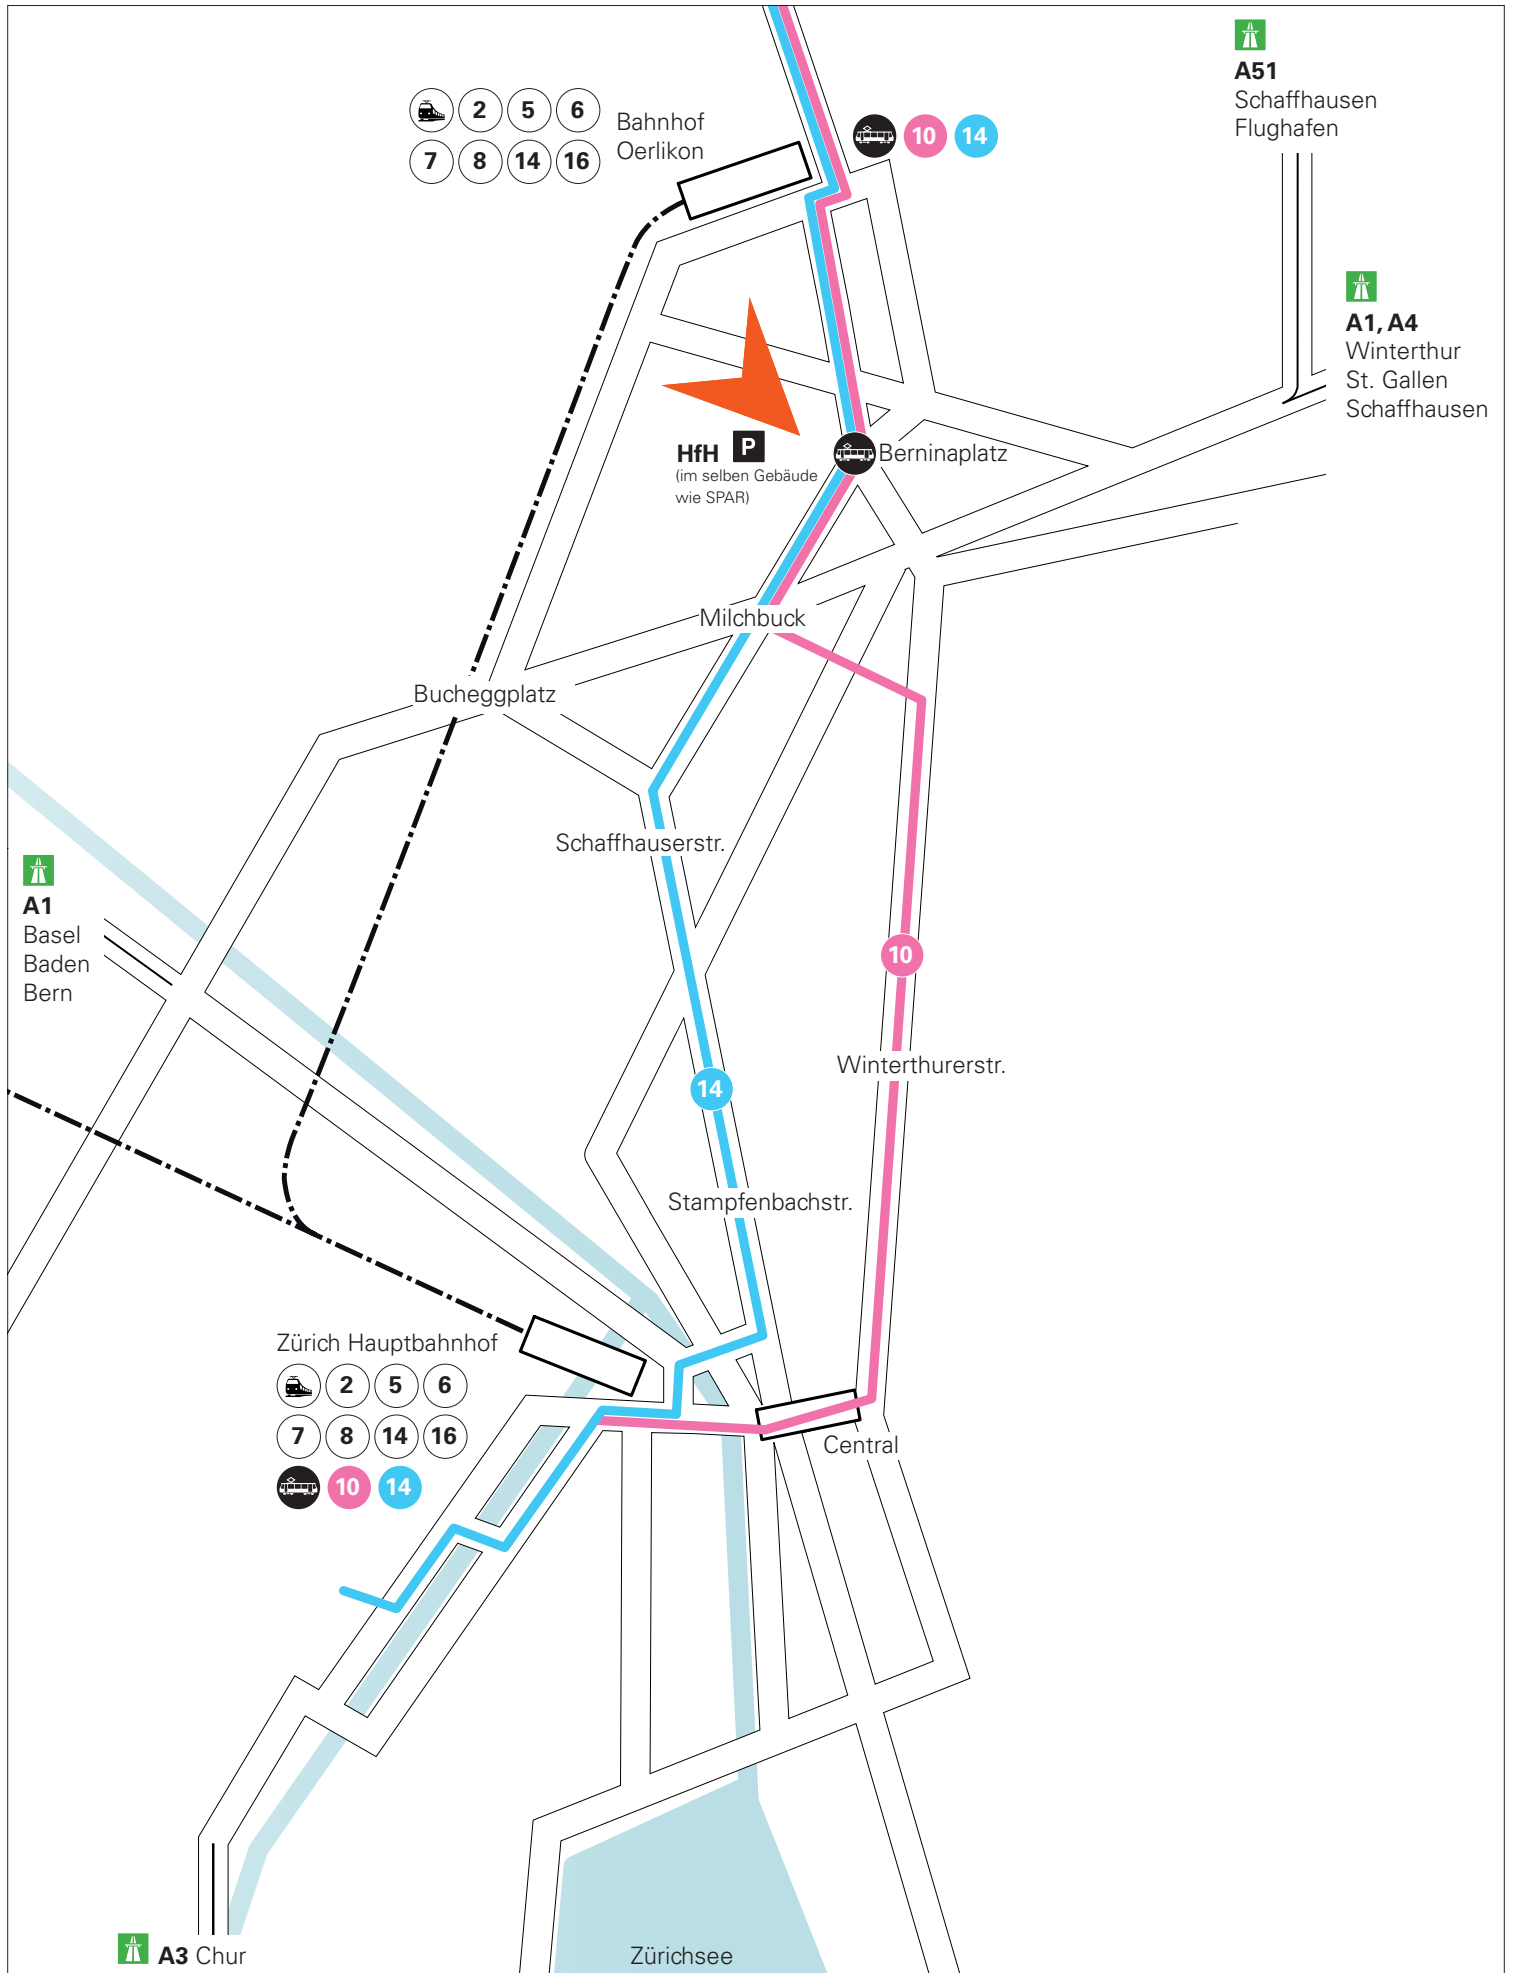 A51
Schaffhausen
Flughafen
2 5 6
7 8 14 16
Bahnhof
Oerlikon
10 14
A1, A4
Winterthur
St. Gallen
Schaffhausen
HfH P
(im selben Gebäude
wie SPAR)
Berninaplatz
Milchbuck
Bucheggplatz
Schaffhauserstr.
A1
Basel
Baden
Bern
10
Winterthurerstr.
14
Stampfenbachstr.
Zürich Hauptbahnhof
2 5 6
7 8 14 16
10 14
Central
A3 Chur
Zürichsee